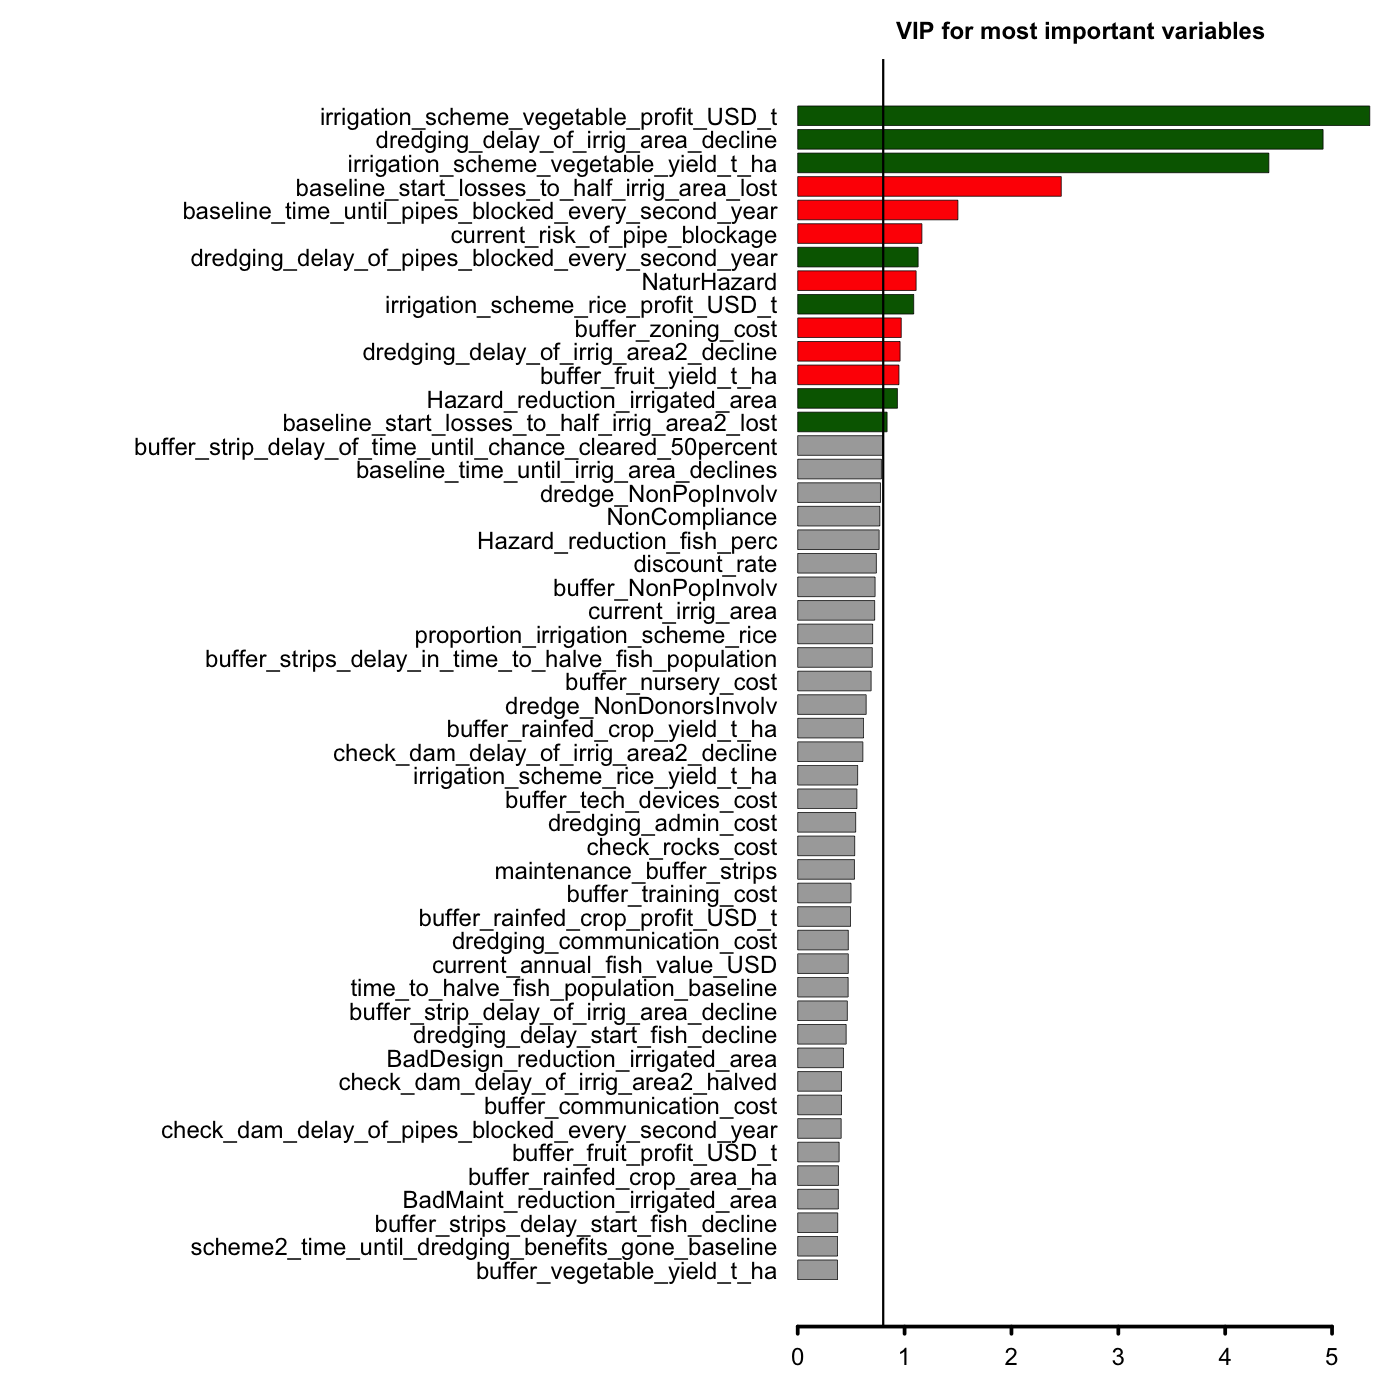 VIP for most important variables
irrigation_scheme_vegetable_profit_USD_t
dredging_delay_of_irrig_area_decline
irrigation_scheme_vegetable_yield_t_ha
baseline_start_losses_to_half_irrig_area_lost
baseline_time_until_pipes_blocked_every_second_year
current_risk_of_pipe_blockage
dredging_delay_of_pipes_blocked_every_second_year
NaturHazard
irrigation_scheme_rice_profit_USD_t
buffer_zoning_cost
dredging_delay_of_irrig_area2_decline
buffer_fruit_yield_t_ha
Hazard_reduction_irrigated_area
baseline_start_losses_to_half_irrig_area2_lost
buffer_strip_delay_of_time_until_chance_cleared_50percent
baseline_time_until_irrig_area_declines
dredge_NonPopInvolv
NonCompliance
Hazard_reduction_fish_perc
discount_rate
buffer_NonPopInvolv
current_irrig_area
proportion_irrigation_scheme_rice
buffer_strips_delay_in_time_to_halve_fish_population
buffer_nursery_cost
dredge_NonDonorsInvolv
buffer_rainfed_crop_yield_t_ha
check_dam_delay_of_irrig_area2_decline
irrigation_scheme_rice_yield_t_ha
buffer_tech_devices_cost
dredging_admin_cost
check_rocks_cost
maintenance_buffer_strips
buffer_training_cost
buffer_rainfed_crop_profit_USD_t
dredging_communication_cost
current_annual_fish_value_USD
time_to_halve_fish_population_baseline
buffer_strip_delay_of_irrig_area_decline
dredging_delay_start_fish_decline
BadDesign_reduction_irrigated_area
check_dam_delay_of_irrig_area2_halved
buffer_communication_cost
check_dam_delay_of_pipes_blocked_every_second_year
buffer_fruit_profit_USD_t
buffer_rainfed_crop_area_ha
BadMaint_reduction_irrigated_area
buffer_strips_delay_start_fish_decline
scheme2_time_until_dredging_benefits_gone_baseline
buffer_vegetable_yield_t_ha
0 1 2 3 4 5